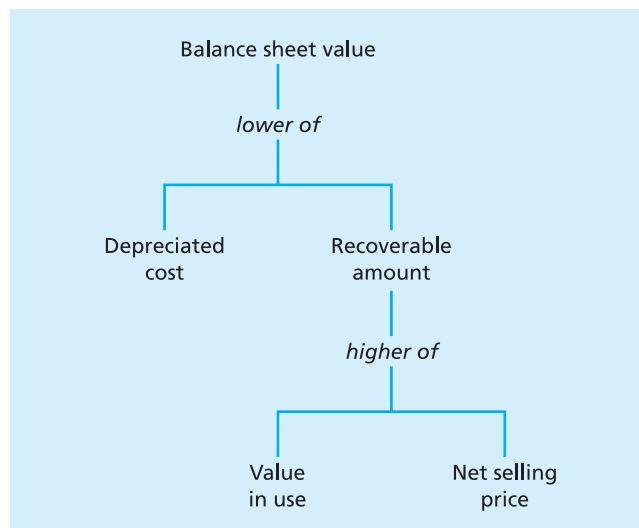 Balance sheet value
lower of
Depreciated
cost
Recoverable
amount
higher of
Value
in use
Net selling
price